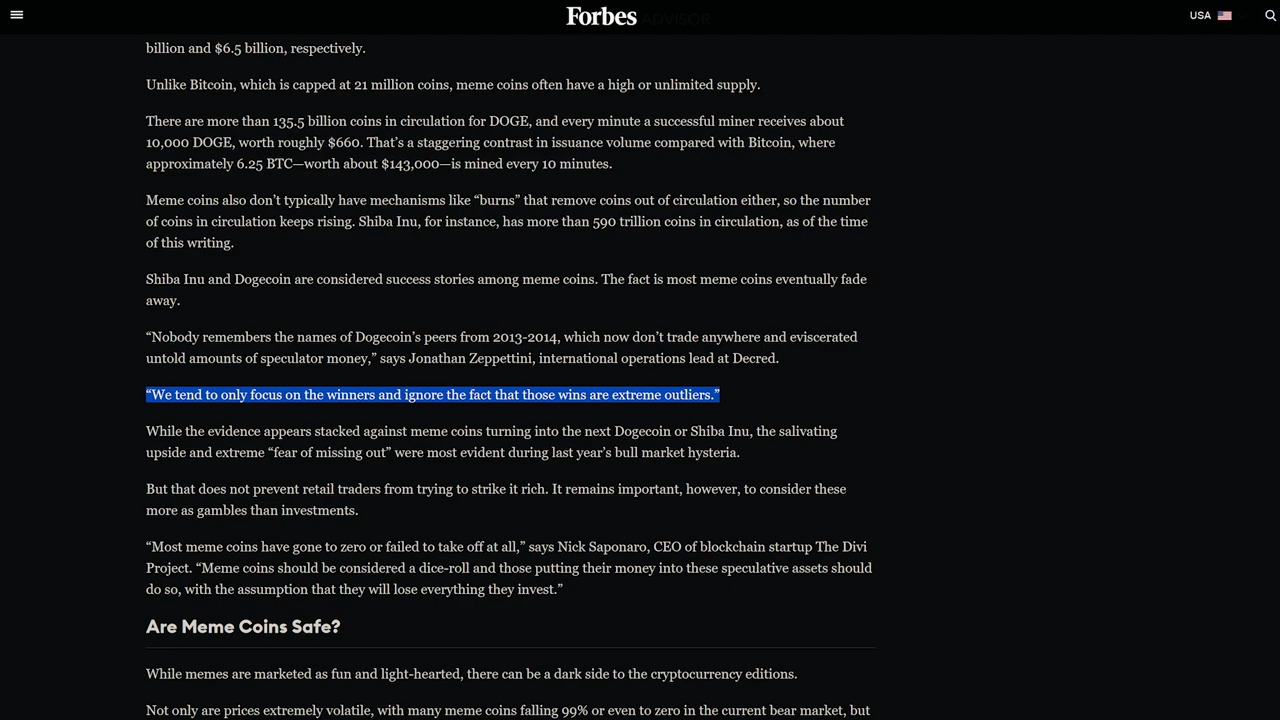 Forbes ADVISOR
USA
billion and $6.5 billion, respectively.
Unlike Bitcoin, which is capped at 21 million coins, meme coins often have a high or unlimited supply.
There are more than 135.5 billion coins in circulation for DOGE, and every minute a successful miner receives about
10,000 DOGE, worth roughly $660. That’s a staggering contrast in issuance volume compared with Bitcoin, where
approximately 6.25 BTC—worth about $143,000—is mined every 10 minutes.
Meme coins also don’t typically have mechanisms like “burns” that remove coins out of circulation either, so the number
of coins in circulation keeps rising. Shiba Inu, for instance, has more than 590 trillion coins in circulation, as of the time
of this writing.
Shiba Inu and Dogecoin are considered success stories among meme coins. The fact is most meme coins eventually fade
away.
“Nobody remembers the names of Dogecoin’s peers from 2013-2014, which now don’t trade anywhere and eviscerated
untold amounts of speculator money,” says Jonathan Zeppettini, international operations lead at Decred.
“We tend to only focus on the winners and ignore the fact that those wins are extreme outliers.”
While the evidence appears stacked against meme coins turning into the next Dogecoin or Shiba Inu, the salivating
upside and extreme “fear of missing out” were most evident during last year’s bull market hysteria.
But that does not prevent retail traders from trying to strike it rich. It remains important, however, to consider these
more as gambles than investments.
“Most meme coins have gone to zero or failed to take off at all,” says Nick Saponaro, CEO of blockchain startup The Divi
Project. “Meme coins should be considered a dice-roll and those putting their money into these speculative assets should
do so, with the assumption that they will lose everything they invest.”
Are Meme Coins Safe?
While memes are marketed as fun and light-hearted, there can be a dark side to the cryptocurrency editions.
Not only are prices extremely volatile, with many meme coins falling 99% or even to zero in the current bear market, but